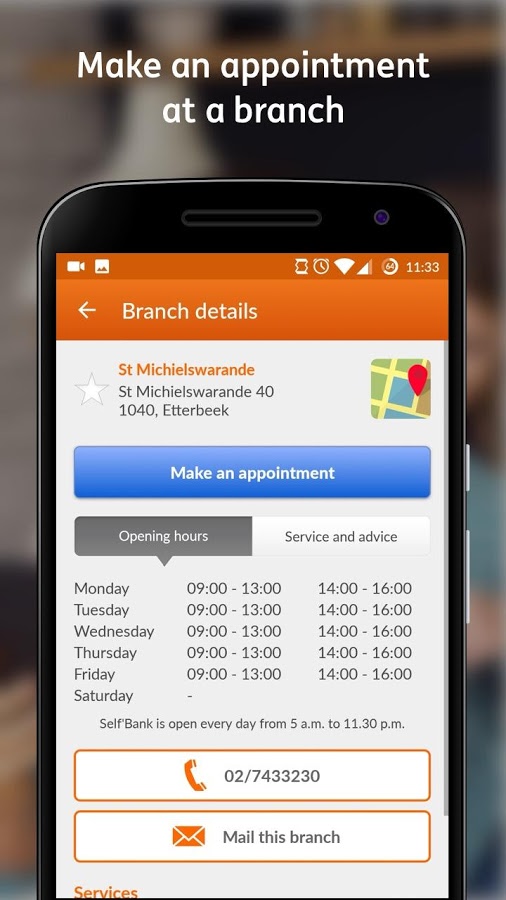 Make an appointment
at a branch
64 11:33
Branch details
St Michielswarande
St Michielswarande 40
1040, Etterbeek
Make an appointment
Opening hours Service and advice
Monday 09:00 - 13:00 14:00 - 16:00
Tuesday 09:00 - 13:00 14:00 - 16:00
Wednesday 09:00 - 13:00 14:00 - 16:00
Thursday 09:00 - 13:00 14:00 - 16:00
Friday 09:00 - 13:00 14:00 - 16:00
Saturday -
Self'Bank is open every day from 5 a.m. to 11.30 p.m.
02/7433230
Mail this branch
Services